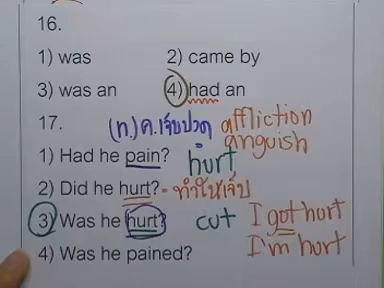 16.
1) was 2) came by
3) was an 4) had an
17. (n.) ค.เจ็บปวด affliction
anguish
1) Had he pain? hurt
2) Did he hurt? - ทำให้เจ็บ
3) Was he hurt? cut I got hurt
4) Was he pained? I'm hurt